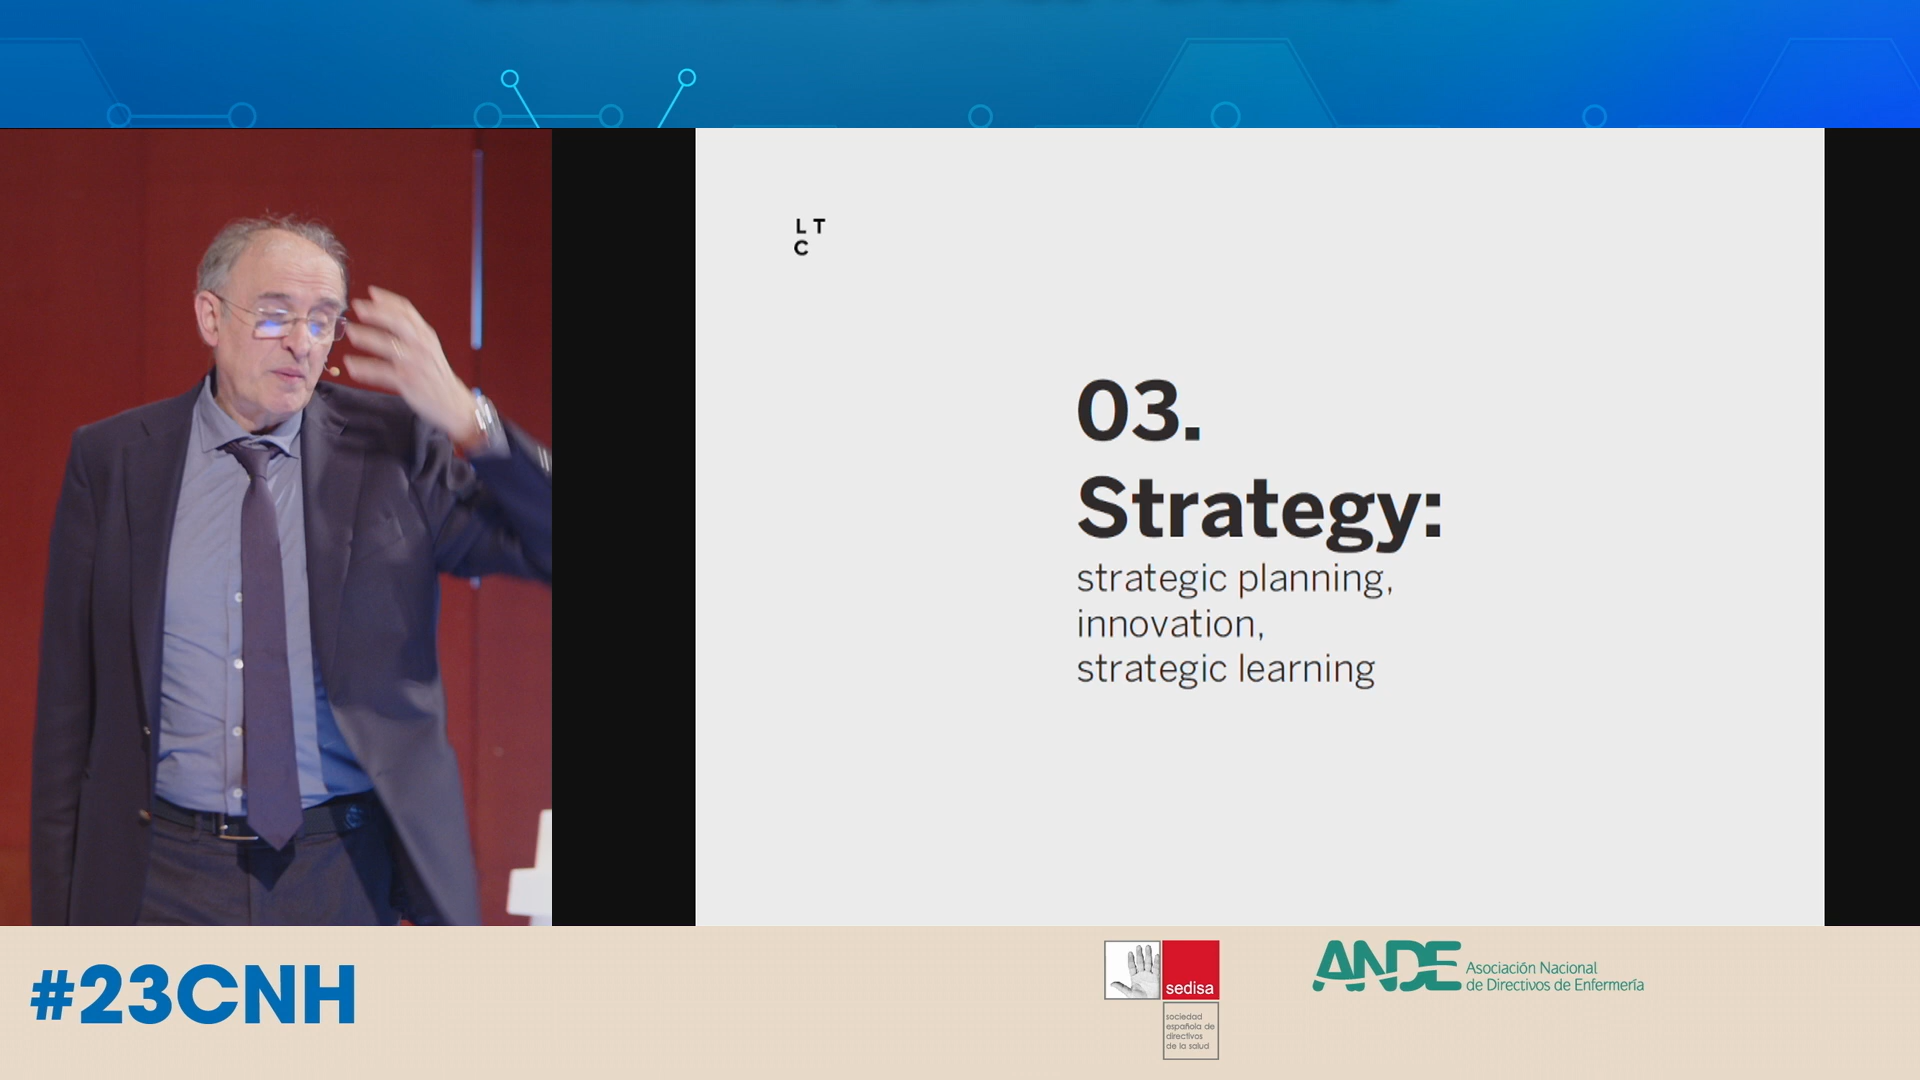 L T
C
03.
Strategy:
strategic planning,
innovation,
strategic learning
#23CNH
sedisa
sociedad
española de
directivos
de la salud
ANDE
Asociación Nacional
de Directivos de Enfermería